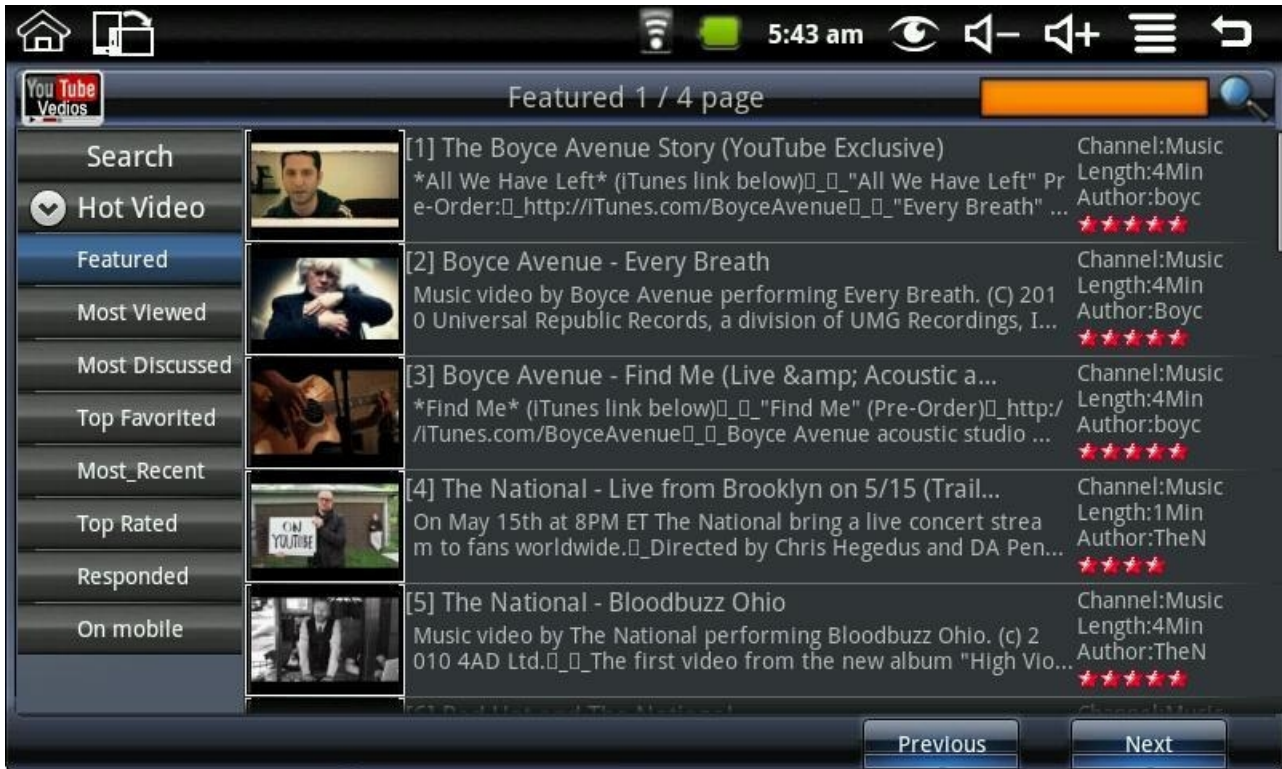 5:43 am
You Tube
Vedios
Featured 1 / 4 page
Search
Hot Video
Featured
Most Viewed
Most Discussed
Top Favorited
Most_Recent
Top Rated
Responded
On mobile
[1] The Boyce Avenue Story (YouTube Exclusive)
*All We Have Left* (iTunes link below)▯_▯_"All We Have Left" Pr
e-Order:▯_http://iTunes.com/BoyceAvenue▯_▯_"Every Breath" ...
Channel:Music
Length:4Min
Author:boyc
[2] Boyce Avenue - Every Breath
Music video by Boyce Avenue performing Every Breath. (C) 201
0 Universal Republic Records, a division of UMG Recordings, I...
Channel:Music
Length:4Min
Author:Boyc
[3] Boyce Avenue - Find Me (Live &amp; Acoustic a...
*Find Me* (iTunes link below)▯_▯_"Find Me" (Pre-Order)▯_http:/
/iTunes.com/BoyceAvenue▯_▯_Boyce Avenue acoustic studio ...
Channel:Music
Length:4Min
Author:boyc
ON
YOUTUBE
[4] The National - Live from Brooklyn on 5/15 (Trail...
On May 15th at 8PM ET The National bring a live concert strea
m to fans worldwide.▯_Directed by Chris Hegedus and DA Pen...
Channel:Music
Length:1Min
Author:TheN
[5] The National - Bloodbuzz Ohio
Music video by The National performing Bloodbuzz Ohio. (c) 2
010 4AD Ltd.▯_▯_The first video from the new album "High Vio...
Channel:Music
Length:4Min
Author:TheN
Previous
Next